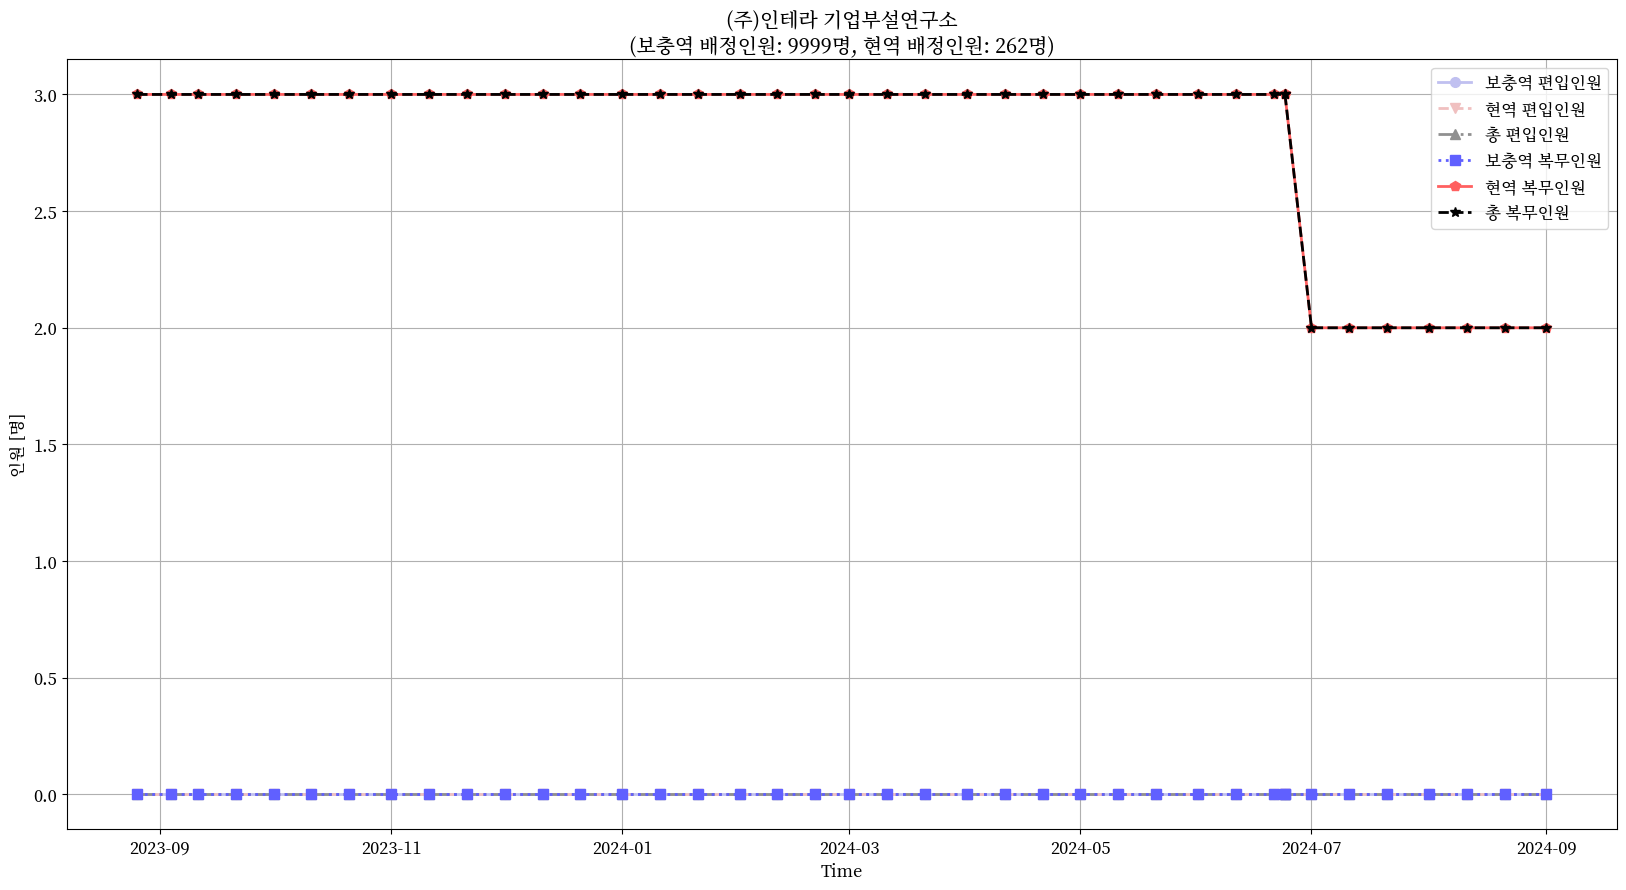 (주)인테라 기업부설연구소
(보충역 배정인원: 9999명, 현역 배정인원: 262명)
보충역 편입인원
현역 편입인원
총 편입인원
보충역 복무인원
현역 복무인원
총 복무인원
인원 [명]
3.0
2.5
2.0
1.5
1.0
0.5
0.0
2023-09 2023-11 2024-01 2024-03 2024-05 2024-07 2024-09
Time